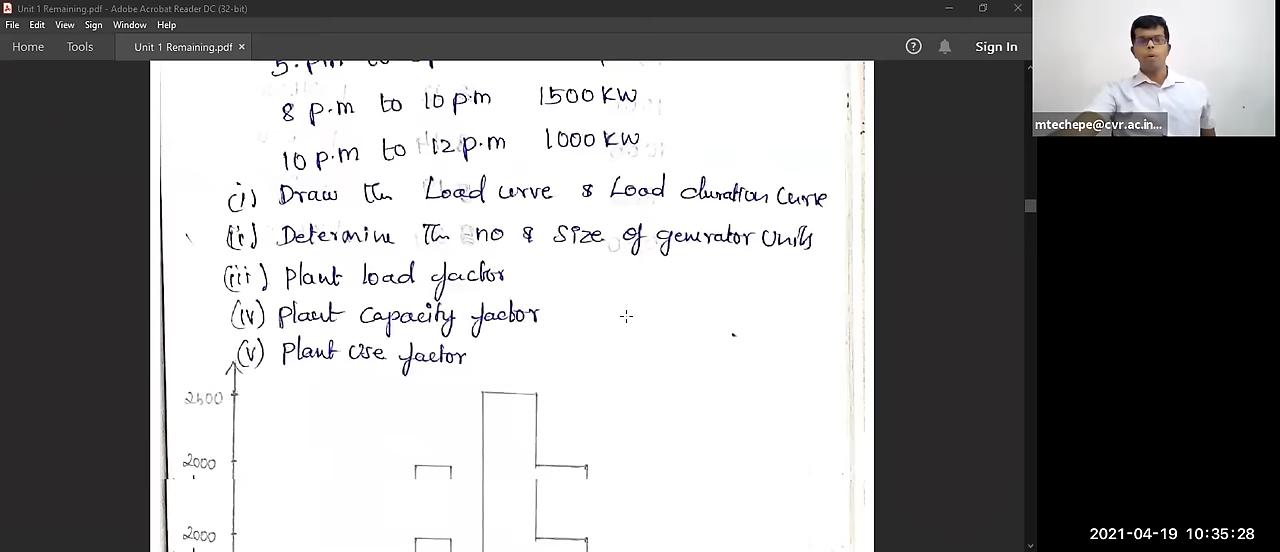 Unit 1 Remaining.pdf - Adobe Acrobat Reader DC (32-bit)
File Edit View Sign Window Help
Home Tools Unit 1 Remaining.pdf × ? Sign In
8 p.m to 10 p.m 1500 KW
10 p.m to 12 p.m 1000 KW
(i) Draw the Load curve & Load duration curve
(ii) Determine the no & size of generator units
(iii) Plant load factor
(iv) Plant capacity factor
(v) Plant use factor
2500
2000
2000
mtechepe@cvr.ac.in...
2021-04-19 10:35:28